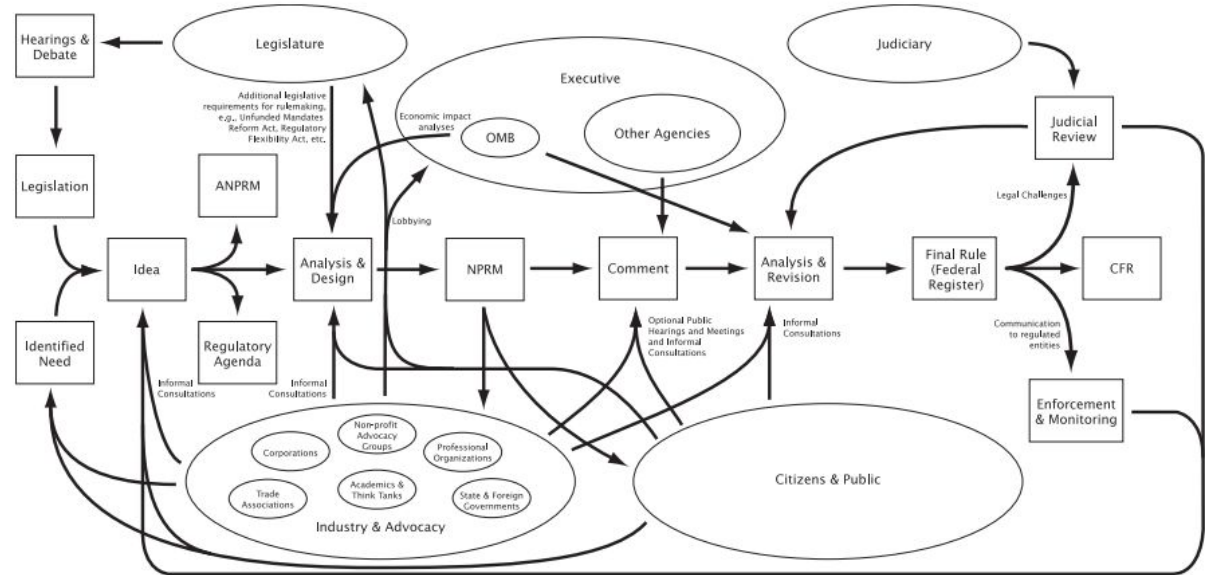 Hearings &
Debate
Legislature
Judiciary
Executive
Additional legislative
requirements for rulemaking,
e.g., Unfunded Mandates
Reform Act, Regulatory
Flexibility Act, etc.
Economic impact
analyses
OMB
Other Agencies
Judicial
Review
Legislation
ANPRM
Legal Challenges
Lobbying
Idea
Analysis &
Design
NPRM
Comment
Analysis &
Revision
Final Rule
(Federal
Register)
CFR
Identified
Need
Regulatory
Agenda
Optional Public
Hearings and Meetings
and Informal
Consultations
Informal
Consultations
Communication
to regulated
entities
Informal
Consultations
Informal
Consultations
Enforcement
& Monitoring
Corporations
Non-profit
Advocacy
Groups
Professional
Organizations
Trade
Associations
Academics &
Think Tanks
State & Foreign
Governments
Industry & Advocacy
Citizens & Public